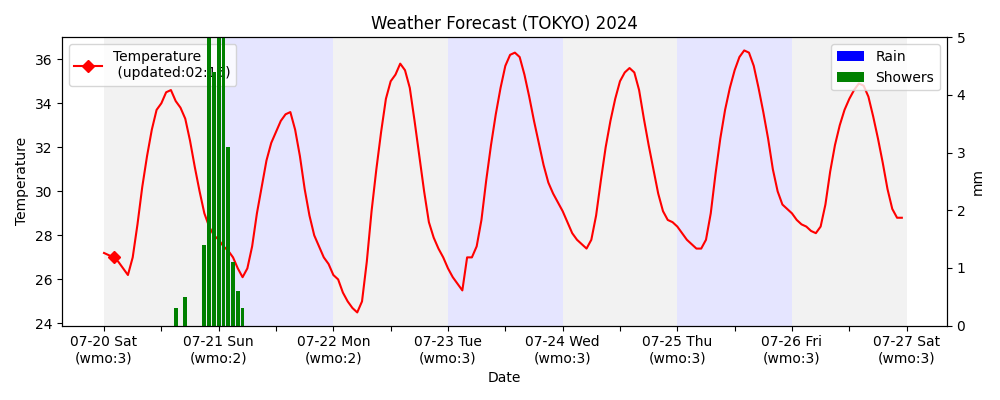 Weather Forecast (TOKYO) 2024
Temperature
Rain
Showers
36
34
32
30
28
26
24
Temperature
5
4
3
2
1
0
mm
07-20 Sat
(wmo:3)
07-21 Sun
(wmo:2)
07-22 Mon
(wmo:2)
07-23 Tue
(wmo:3)
07-24 Wed
(wmo:3)
07-25 Thu
(wmo:3)
07-26 Fri
(wmo:3)
07-27 Sat
(wmo:3)
Date